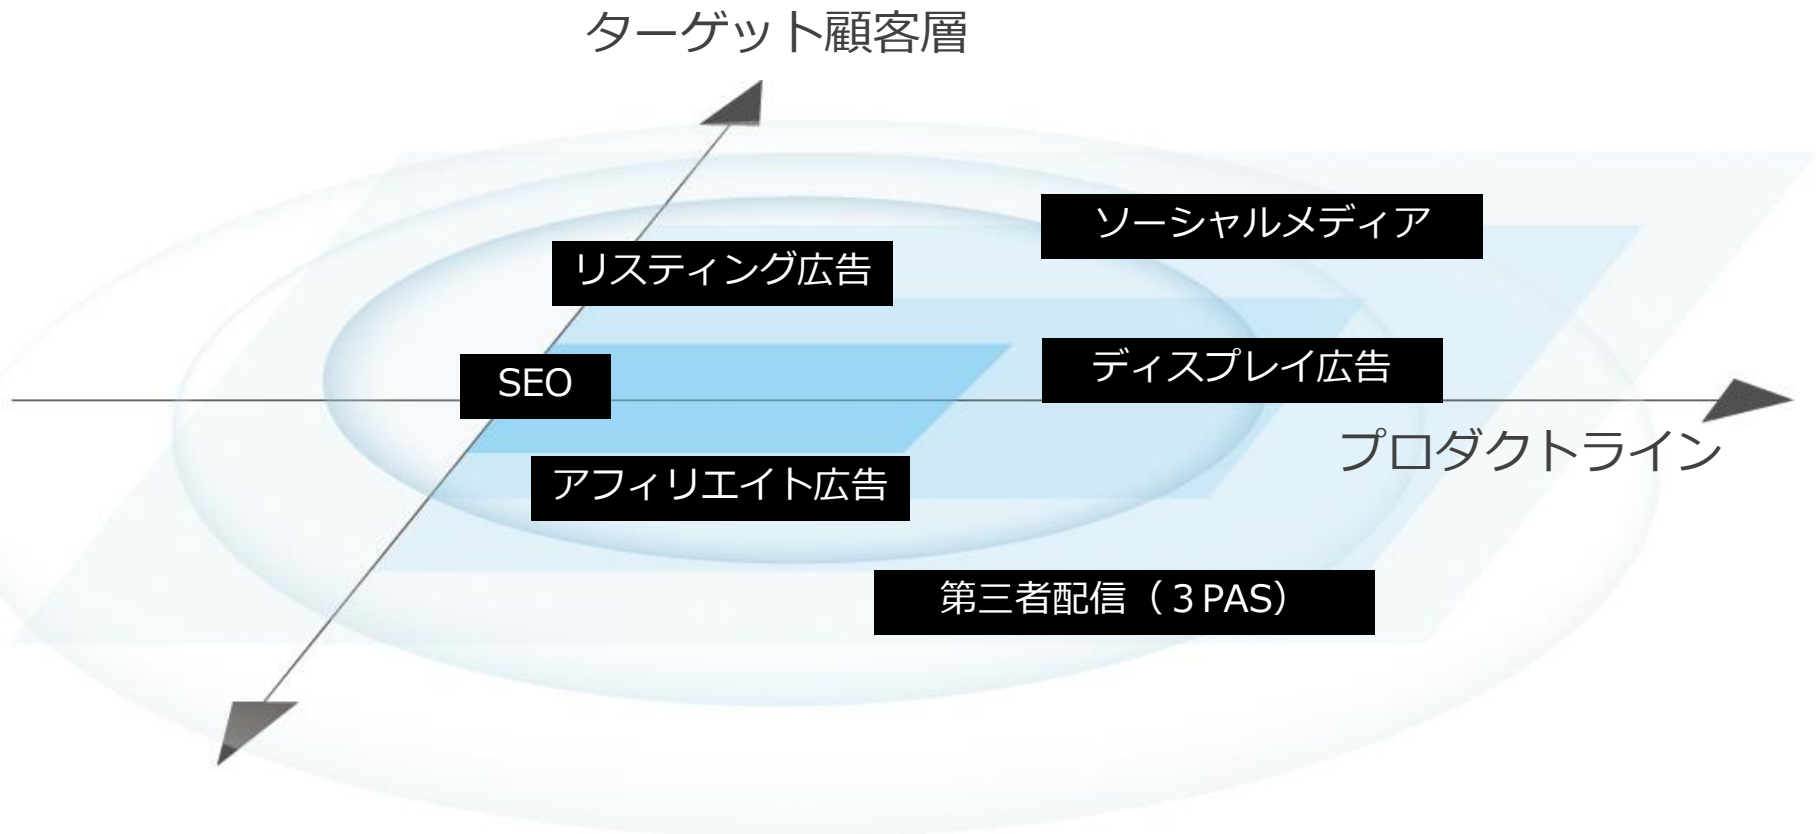 ターゲット顧客層
ソーシャルメディア
リスティング広告
ディスプレイ広告
SEO
プロダクトライン
アフィリエイト広告
第三者配信（３PAS）